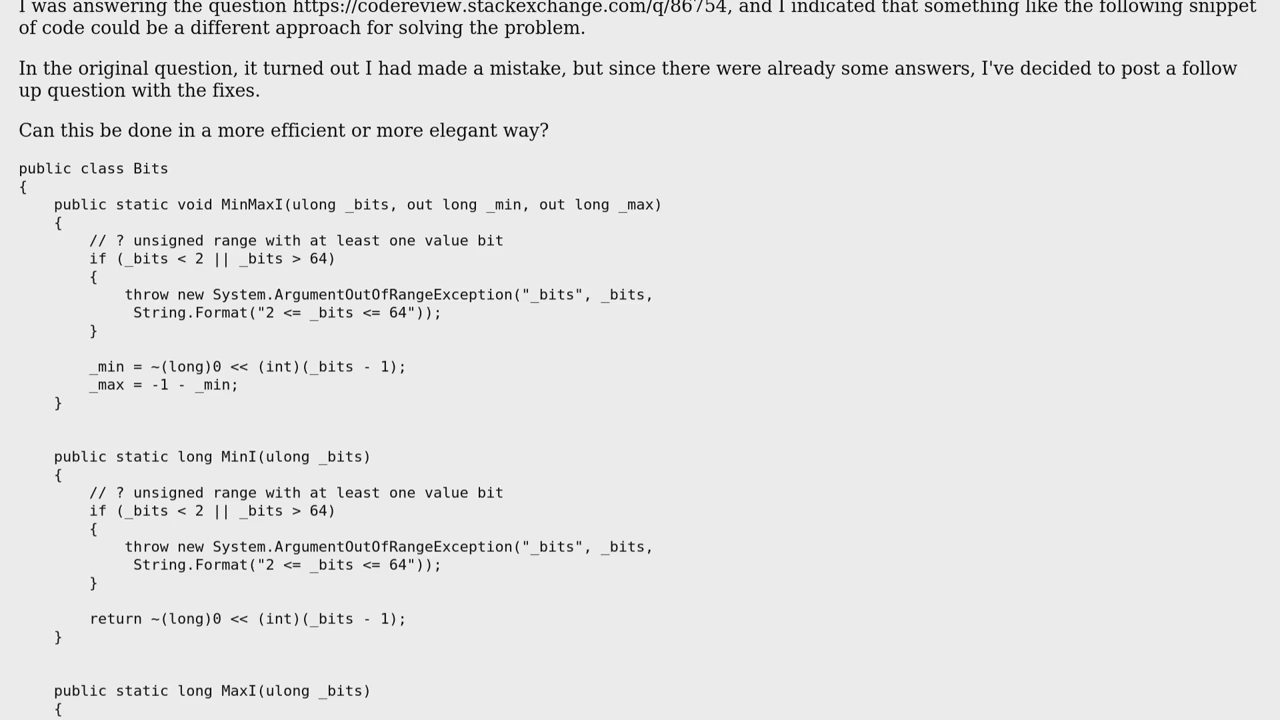 I was answering the question https://codereview.stackexchange.com/q/86754, and I indicated that something like the following snippet
of code could be a different approach for solving the problem.
In the original question, it turned out I had made a mistake, but since there were already some answers, I've decided to post a follow
up question with the fixes.
Can this be done in a more efficient or more elegant way?
public class Bits
{
    public static void MinMaxI(ulong _bits, out long _min, out long _max)
    {
        // ? unsigned range with at least one value bit
        if (_bits < 2 || _bits > 64)
        {
            throw new System.ArgumentOutOfRangeException("_bits", _bits,
             String.Format("2 <= _bits <= 64"));
        }
        _min = ~(long)0 << (int)(_bits - 1);
        _max = -1 - _min;
    }
    public static long MinI(ulong _bits)
    {
        // ? unsigned range with at least one value bit
        if (_bits < 2 || _bits > 64)
        {
            throw new System.ArgumentOutOfRangeException("_bits", _bits,
             String.Format("2 <= _bits <= 64"));
        }
        return ~(long)0 << (int)(_bits - 1);
    }
    public static long MaxI(ulong _bits)
    {